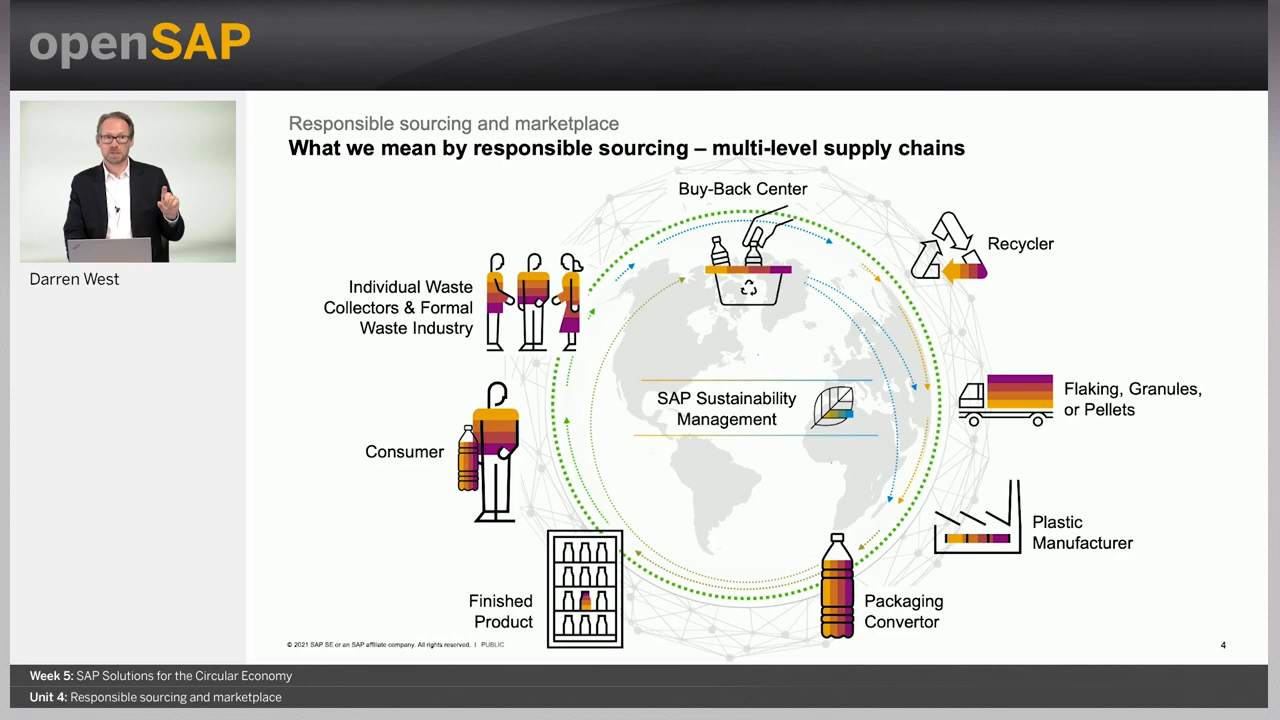 openSAP
Darren West
Responsible sourcing and marketplace
What we mean by responsible sourcing – multi-level supply chains
Buy-Back Center
Recycler
Individual Waste
Collectors & Formal
Waste Industry
Flaking, Granules,
or Pellets
SAP Sustainability
Management
Consumer
Plastic
Manufacturer
Finished
Product
Packaging
Convertor
© 2021 SAP SE or an SAP affiliate company. All rights reserved. I PUBLIC
4
Week 5: SAP Solutions for the Circular Economy
Unit 4: Responsible sourcing and marketplace